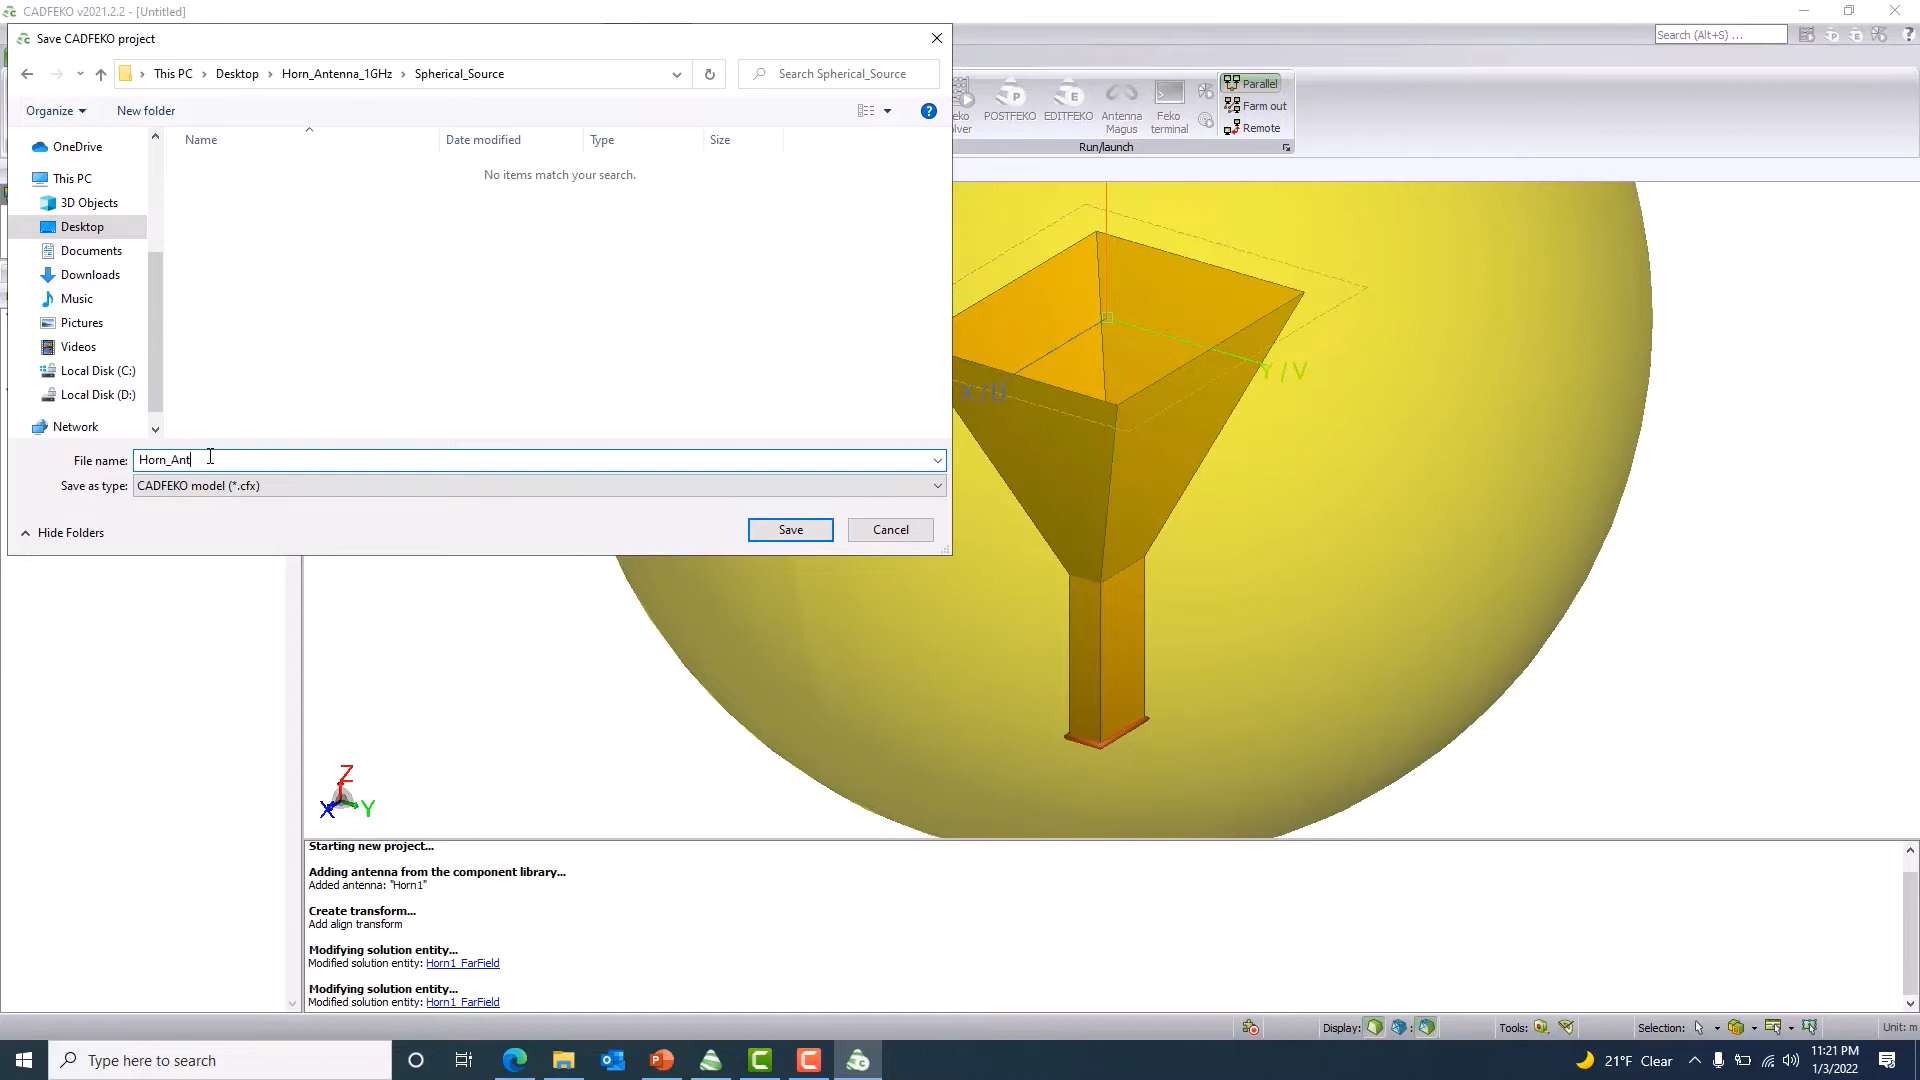 CADFEKO v2021.2.2 - [Untitled]
Save CADFEKO project
Search (Alt+S) ...
This PC > Desktop > Horn_Antenna_1GHz > Spherical_Source
Search Spherical_Source
Organize
New folder
Name
Date modified
Type
Size
No items match your search.
OneDrive
This PC
3D Objects
Desktop
Documents
Downloads
Music
Pictures
Videos
Local Disk (C:)
Local Disk (D:)
Network
File name:
Horn_Ant
Save as type:
CADFEKO model (*.cfx)
Hide Folders
Save
Cancel
POSTFEKO
EDITFEKO
Antenna
Magus
Feko
terminal
Parallel
Farm out
Remote
Run/launch
X/U
Y/V
Z
X
Y
Starting new project...
Adding antenna from the component library...
Added antenna: "Horn1"
Create transform...
Add align transform
Modifying solution entity...
Modified solution entity: Horn1_FarField
Modifying solution entity...
Modified solution entity: Horn1_FarField
Display:
Tools:
Selection:
Unit: m
Type here to search
21°F Clear
11:21 PM
1/3/2022